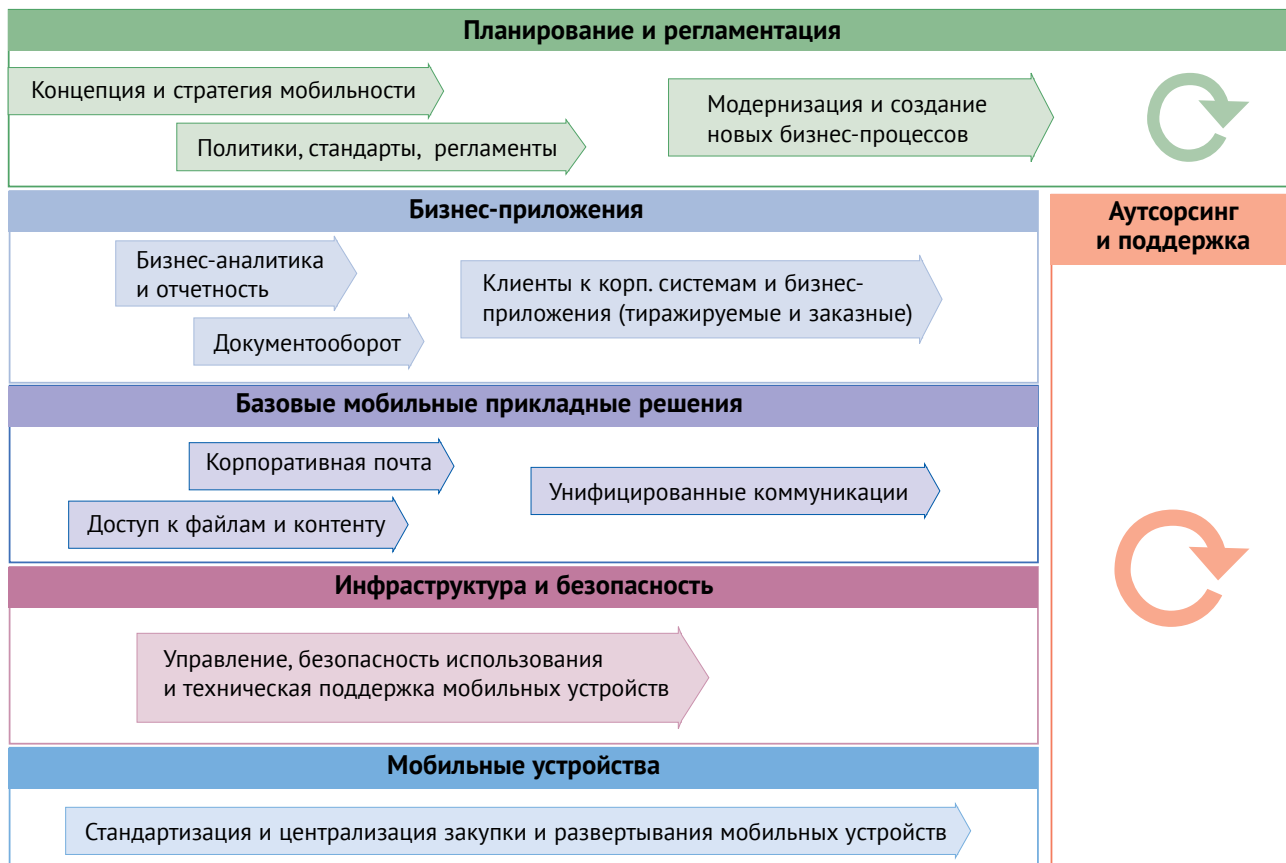 Планирование и регламентация
Концепция и стратегия мобильности
Политики, стандарты, регламенты
Модернизация и создание
новых бизнес-процессов
Бизнес-приложения
Бизнес-аналитика
и отчетность
Документооборот
Клиенты к корп. системам и бизнес-
приложения (тиражируемые и заказные)
Аутсорсинг
и поддержка
Базовые мобильные прикладные решения
Корпоративная почта
Доступ к файлам и контенту
Унифицированные коммуникации
Инфраструктура и безопасность
Управление, безопасность использования
и техническая поддержка мобильных устройств
Мобильные устройства
Стандартизация и централизация закупки и развертывания мобильных устройств